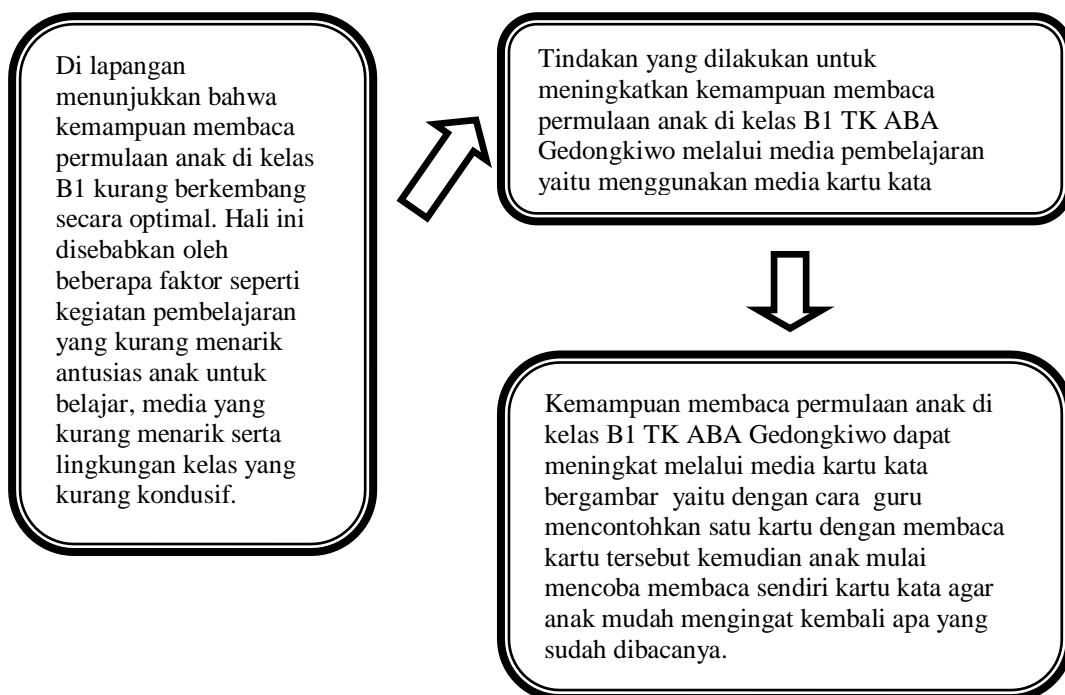 Di lapangan
menunjukkan bahwa
kemampuan membaca
permulaan anak di kelas
B1 kurang berkembang
secara optimal. Hali ini
disebabkan oleh
beberapa faktor seperti
kegiatan pembelajaran
yang kurang menarik
antusias anak untuk
belajar, media yang
kurang menarik serta
lingkungan kelas yang
kurang kondusif.
Tindakan yang dilakukan untuk
meningkatkan kemampuan membaca
permulaan anak di kelas B1 TK ABA
Gedongkiwo melalui media pembelajaran
yaitu menggunakan media kartu kata
Kemampuan membaca permulaan anak di
kelas B1 TK ABA Gedongkiwo dapat
meningkat melalui media kartu kata
bergambar yaitu dengan cara guru
mencontohkan satu kartu dengan membaca
kartu tersebut kemudian anak mulai
mencoba membaca sendiri kartu kata agar
anak mudah mengingat kembali apa yang
sudah dibacanya.